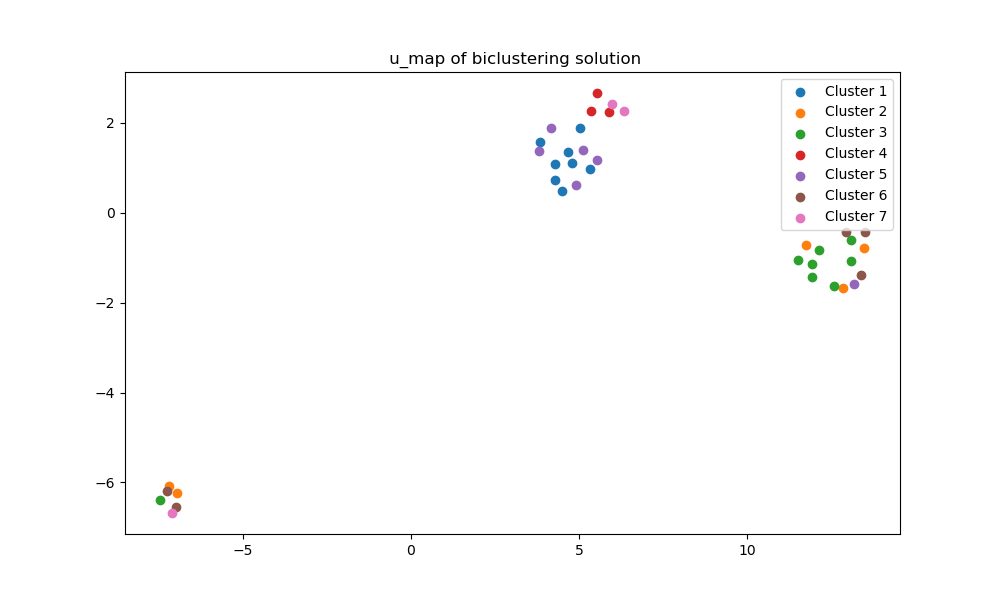 u_map of biclustering solution
Cluster 1
Cluster 2
Cluster 3
Cluster 4
Cluster 5
Cluster 6
Cluster 7
2
0
−2
−4
−6
−5
0
5
10